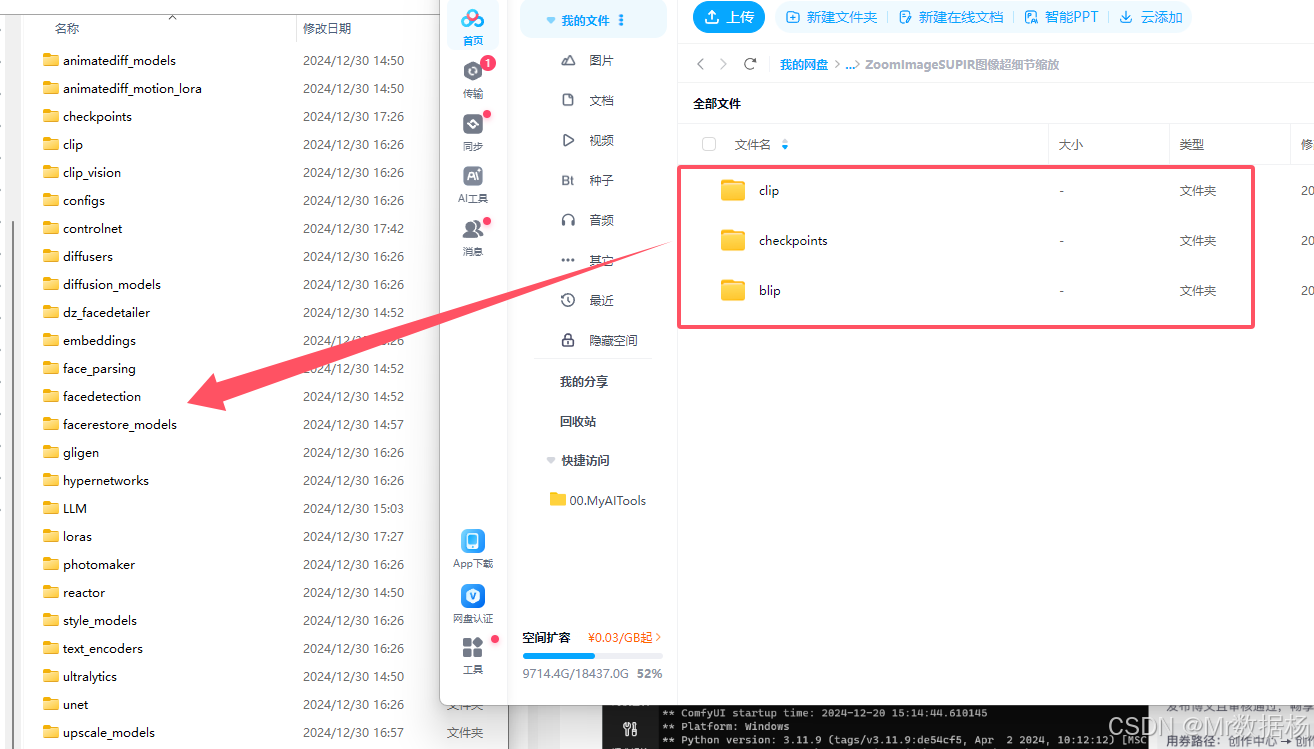 名称 修改日期
animatediff_models 2024/12/30 14:50
animatediff_motion_lora 2024/12/30 14:50
checkpoints 2024/12/30 17:26
clip 2024/12/30 16:26
clip_vision 2024/12/30 16:26
configs 2024/12/30 16:26
controlnet 2024/12/30 17:42
diffusers 2024/12/30 16:26
diffusion_models 2024/12/30 16:26
dz_facedetailer 2024/12/30 14:52
embeddings 2024/12/30 16:26
face_parsing 2024/12/30 14:52
facedetection 2024/12/30 14:52
facerestore_models 2024/12/30 14:57
gligen 2024/12/30 16:26
hypernetworks 2024/12/30 16:26
LLM 2024/12/30 15:03
loras 2024/12/30 17:27
photomaker 2024/12/30 16:26
reactor 2024/12/30 14:50
style_models 2024/12/30 16:26
text_encoders 2024/12/30 16:26
ultralytics 2024/12/30 14:50
unet 2024/12/30 16:26
upscale_models 2024/12/30 16:57 文件夹
首页
1
传输
同步
AI工具
消息
App下载
网盘认证
工具
我的文件
图片
文档
视频
Bt 种子
音频
其它
最近
隐藏空间
我的分享
回收站
快捷访问
00.MyAITools
空间扩容 ¥0.03/GB起
9714.4G/18437.0G 52%
上传 新建文件夹 新建在线文档 智能PPT 云添加
我的网盘 ... ZoomImageSUPIR图像超细节缩放
全部文件
文件名 大小 类型 修
clip - 文件夹 20
checkpoints - 文件夹 20
blip - 文件夹 20
** ComfyUI startup time: 2024-12-20 15:14:44.610145
** Platform: Windows
** Python version: 3.11.9 (tags/v3.11.9:de54cf5, Apr 2 2024, 10:12:12) [MSC
用券路径：创作中心→创
CSDN @Mr数据杨